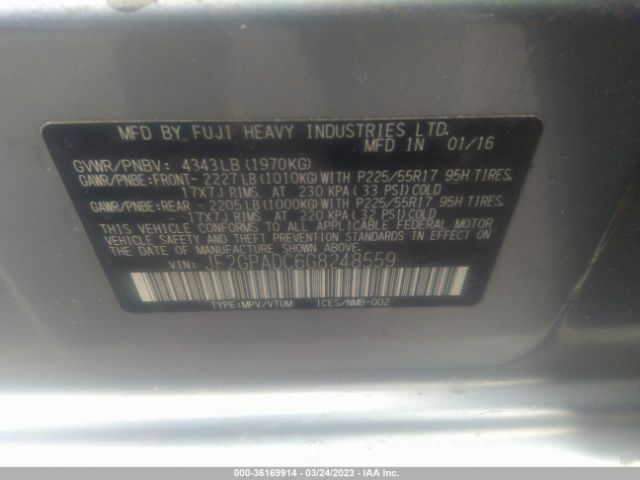 MFD BY FUJI HEAVY INDUSTRIES LTD.
MFD IN 01/16
GVWR/PNBV: 4343LB(1970KG)
GAWR/PNBE:FRONT-2227LB(1010KG)WITH P225/55R17 95H TIRES,
17X7J RIMS AT 230 KPA(33 PSI)COLD
GAWR/PNBE:REAR -2205LB(1000KG)WITH P225/55R17 95H TIRES,
17X7J RIMS AT 220 KPA(32 PSI)COLD
THIS VEHICLE CONFORMS TO ALL APPLICABLE FEDERAL MOTOR
VEHICLE SAFETY AND THEFT PREVENTION STANDARDS IN EFFECT ON
THE DATE OF MANUFACTURE SHOWN ABOVE.
VIN: JF2GPADC6G8248559
TYPE:MPV/VTUM ICES/NMB-002
000-36169914 - 03/24/2023 - IAA Inc.